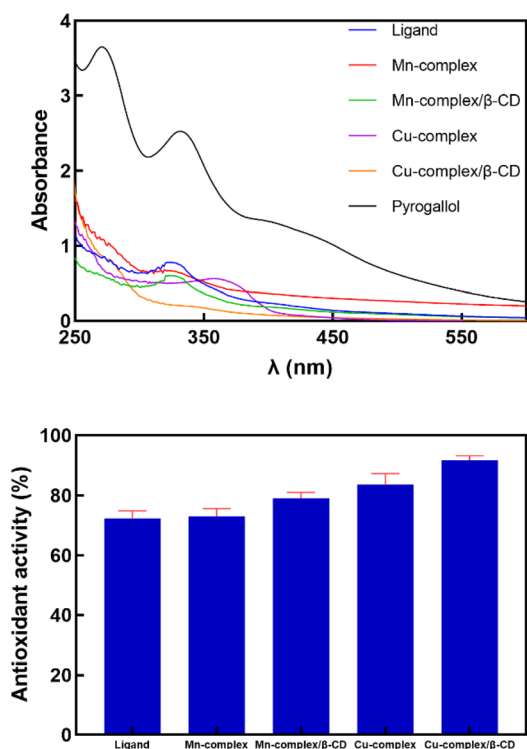 4
3
2
1
0
Absorbance
250
350
450
550
λ (nm)
Ligand
Mn-complex
Mn-complex/β-CD
Cu-complex
Cu-complex/β-CD
Pyrogallol
100
80
60
40
20
0
Antioxidant activity (%)
Ligand
Mn-complex
Mn-complex/β-CD
Cu-complex
Cu-complex/β-CD